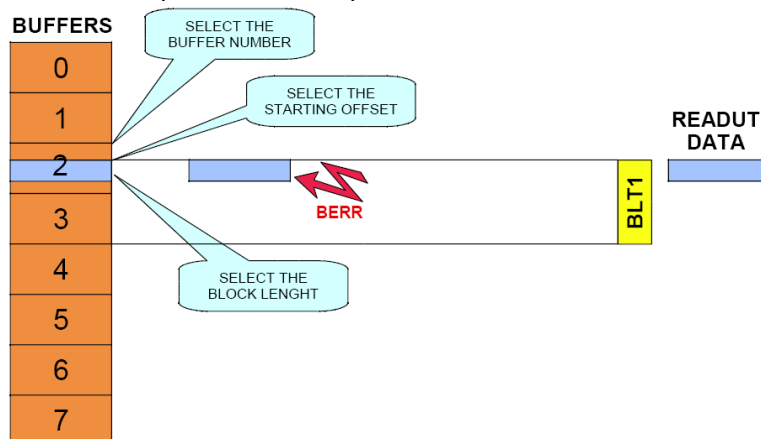 BUFFERS
SELECT THE
BUFFER NUMBER
0
SELECT THE
STARTING OFFSET
1
READUT
DATA
2
BERR
BLT1
3
SELECT THE
BLOCK LENGHT
4
5
6
7